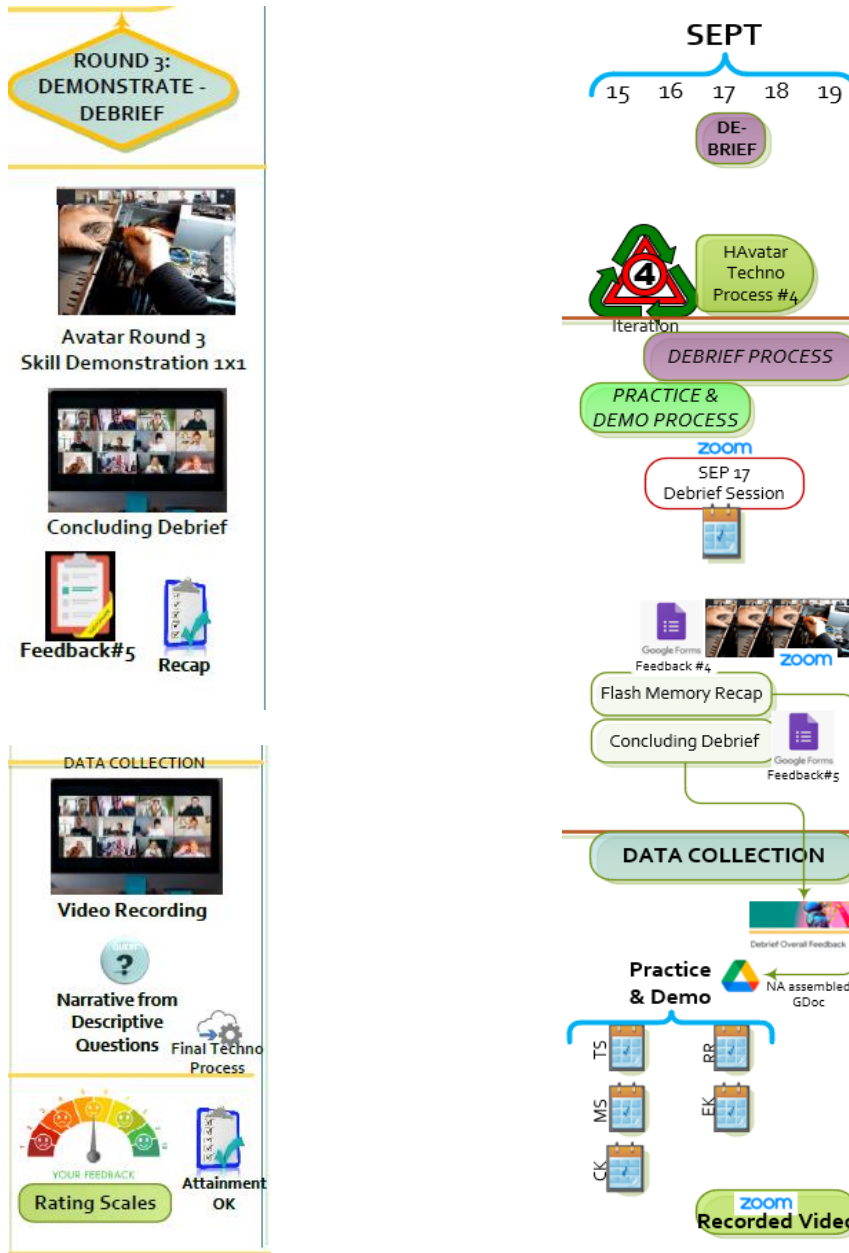 ROUND 3:
DEMONSTRATE -
DEBRIEF
Avatar Round 3
Skill Demonstration 1x1
Concluding Debrief
Feedback#5
Recap
DATA COLLECTION
Video Recording
?
Narrative from
Descriptive
Questions
Final Techno
Process
YOUR FEEDBACK
Rating Scales
Attainment
OK
SEPT
15 16 17 18 19
DE-
BRIEF
4
Iteration
HAvatar
Techno
Process #4
DEBRIEF PROCESS
PRACTICE &
DEMO PROCESS
zoom
SEP 17
Debrief Session
Google Forms
Feedback #4
zoom
Flash Memory Recap
Concluding Debrief
Google Forms
Feedback#5
DATA COLLECTION
Debrief Overall Feedback
Practice
& Demo
NA assembled
GDoc
TS
RR
MS
EK
CK
zoom
Recorded Video